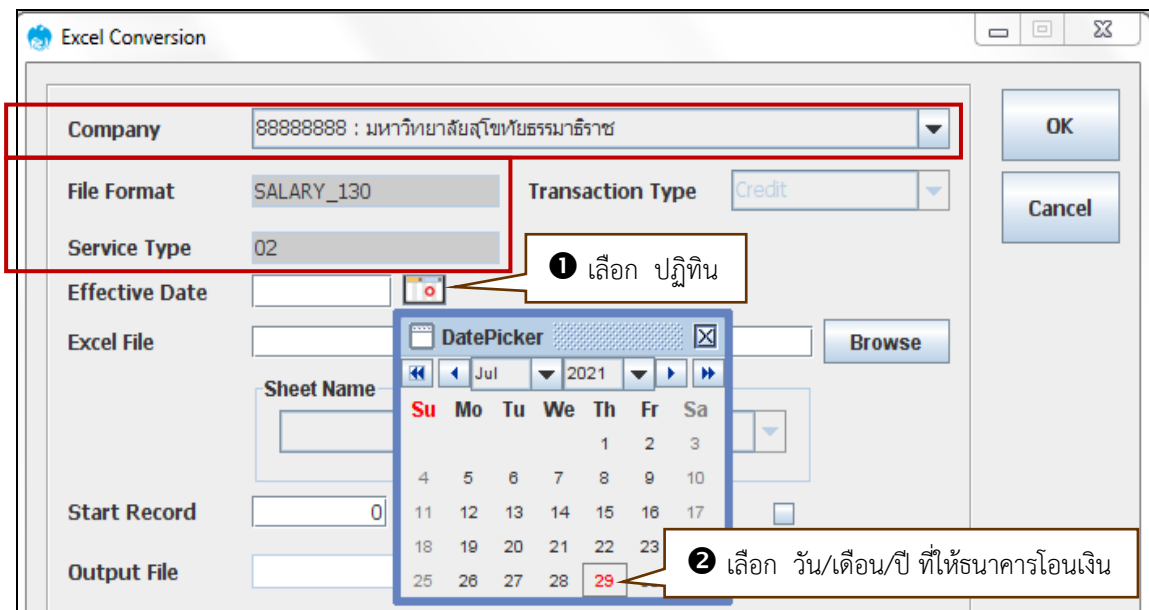 Excel Conversion
Company 88888888 : มหาวิทยาลัยสุโขทัยธรรมาธิราช OK
File Format SALARY_130 Transaction Type Credit Cancel
Service Type 02
❶ เลือก ปฏิทิน
Effective Date
Excel File Browse
DatePicker
Jul 2021
Sheet Name
Su Mo Tu We Th Fr Sa
1 2 3
4 5 6 7 8 9 10
Start Record 0
11 12 13 14 15 16 17
18 19 20 21 22 23
❷ เลือก วัน/เดือน/ปี ที่ให้ธนาคารโอนเงิน
Output File
25 26 27 28 29